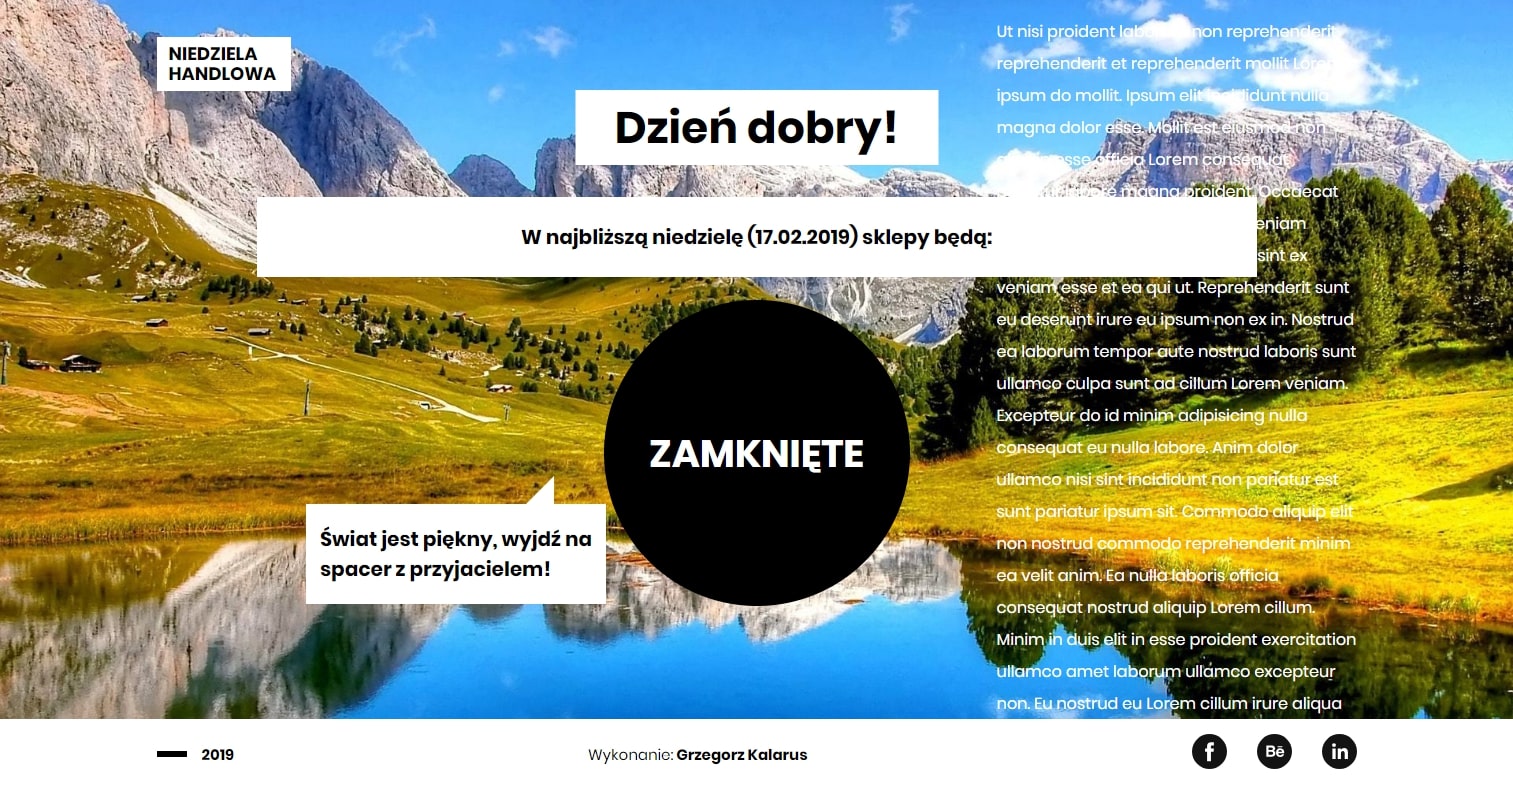 NIEDZIELA
HANDLOWA
Dzień dobry!
W najbliższą niedzielę (17.02.2019) sklepy będą:
ZAMKNIĘTE
Świat jest piękny, wyjdź na
spacer z przyjacielem!
Ut nisi proident non reprehenderit
reprehenderit et reprehenderit mollit Lorem
ipsum do mollit. Ipsum elit incididunt nulla
magna dolor esse. Mollit est eiusmod non
esse officia Lorem consequat
magna proident. Occaecat
veniam
sint ex
veniam esse et ea qui ut. Reprehenderit sunt
eu deserunt irure eu ipsum non ex in. Nostrud
ea laborum tempor aute nostrud laboris sunt
ullamco culpa sunt ad cillum Lorem veniam.
Excepteur do id minim adipisicing nulla
consequat eu nulla labore. Anim dolor
ullamco nisi sint incididunt non pariatur est
sunt pariatur ipsum sit. Commodo aliquip elit
non nostrud commodo reprehenderit minim
ea velit anim. Ea nulla laboris officia
consequat nostrud aliquip Lorem cillum.
Minim in duis elit in esse proident exercitation
ullamco amet laborum ullamco excepteur
non. Eu nostrud eu Lorem cillum irure aliqua
2019
Wykonanie: Grzegorz Kalarus
f
Bē
in